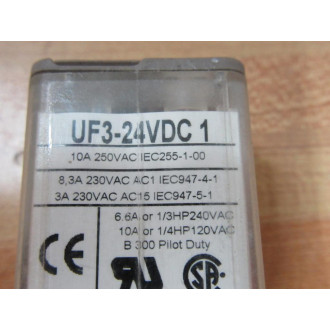 UF3-24VDC 1
10A 250VAC IEC255-1-00
8,3A 230VAC AC1 IEC947-4-1
3A 230VAC AC15 IEC947-5-1
6.6A or 1/3HP240VAC
10A or 1/4HP120VAC
B 300 Pilot Duty
CE